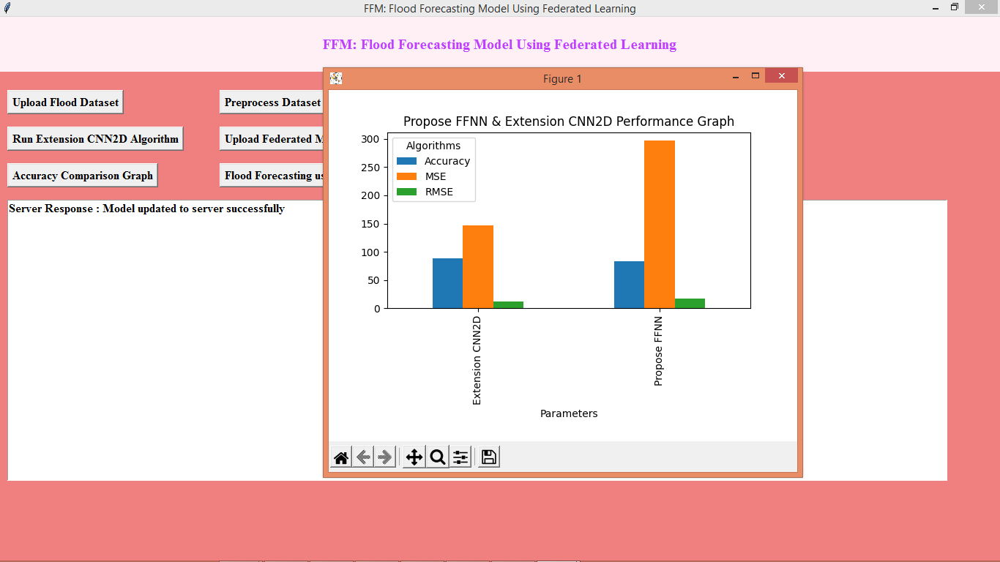 FFM: Flood Forecasting Model Using Federated Learning
FFM: Flood Forecasting Model Using Federated Learning
Upload Flood Dataset
Preprocess Dataset
Run Extension CNN2D Algorithm
Upload Federated
Accuracy Comparison Graph
Flood Forecasting
Server Response : Model updated to server successfully
Figure 1
Propose FFNN & Extension CNN2D Performance Graph
Algorithms
Accuracy
MSE
RMSE
300
250
200
150
100
50
0
Extension CNN2D
Propose FFNN
Parameters